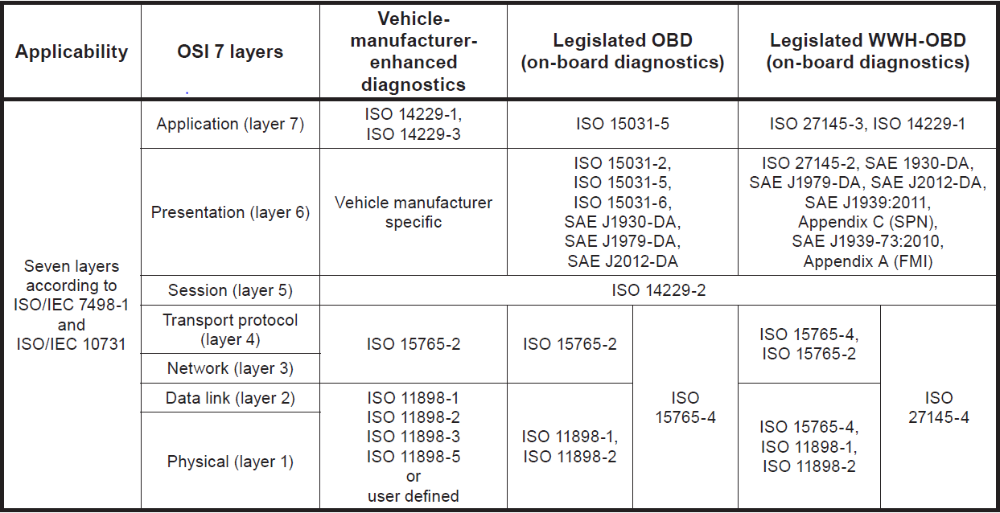 Applicability
OSI 7 layers
Vehicle-
manufacturer-
enhanced
diagnostics
Legislated OBD
(on-board diagnostics)
Legislated WWH-OBD
(on-board diagnostics)
Seven layers
according to
ISO/IEC 7498-1
and
ISO/IEC 10731
Application (layer 7)
ISO 14229-1,
ISO 14229-3
ISO 15031-5
ISO 27145-3, ISO 14229-1
Presentation (layer 6)
Vehicle manufacturer
specific
ISO 15031-2,
ISO 15031-5,
ISO 15031-6,
SAE J1930-DA,
SAE J1979-DA,
SAE J2012-DA
ISO 27145-2, SAE 1930-DA,
SAE J1979-DA, SAE J2012-DA,
SAE J1939:2011,
Appendix C (SPN),
SAE J1939-73:2010,
Appendix A (FMI)
Session (layer 5)
ISO 14229-2
Transport protocol
(layer 4)
ISO 15765-2
ISO 15765-2
ISO
15765-4
ISO 15765-4,
ISO 15765-2
ISO
27145-4
Network (layer 3)
Data link (layer 2)
ISO 11898-1
ISO 11898-2
ISO 11898-3
ISO 11898-5
or
user defined
ISO 11898-1,
ISO 11898-2
ISO 15765-4,
ISO 11898-1,
ISO 11898-2
Physical (layer 1)